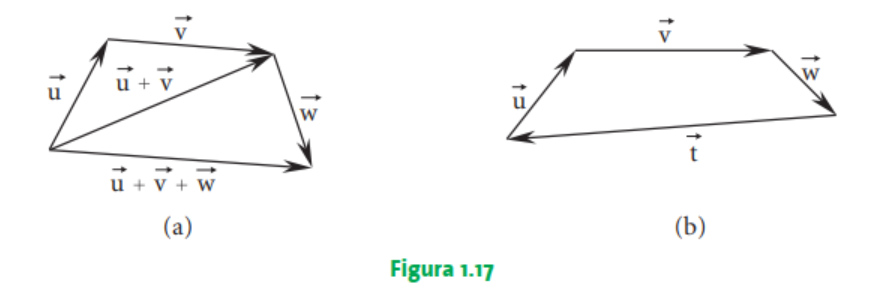 v⃗
u⃗
u⃗ + v⃗
w⃗
u⃗ + v⃗ + w⃗
(a)
v⃗
w⃗
u⃗
t⃗
(b)
Figura 1.17